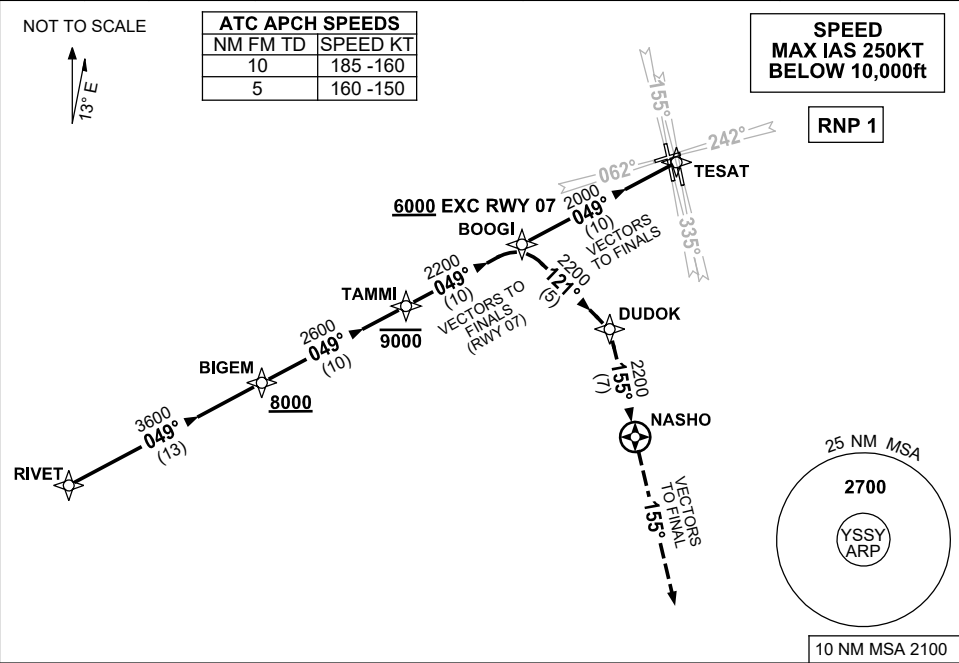 NOT TO SCALE
13° E
ATC APCH SPEEDS
NM FM TD SPEED KT
10 185 -160
5 160 -150
SPEED
MAX IAS 250KT
BELOW 10,000ft
RNP 1
155°
242°
062°
335°
TESAT
6000 EXC RWY 07
BOOGI
2000
049°
(10)
VECTORS
TO FINALS
2200
049°
(10)
VECTORS TO
FINALS
(RWY 07)
TAMMI
9000
2200
121°
(5)
DUDOK
2600
049°
(10)
BIGEM
8000
2200
155°
(7)
NASHO
3600
049°
(13)
RIVET
VECTORS
TO FINAL
155°
25 NM MSA
2700
YSSY
ARP
10 NM MSA 2100